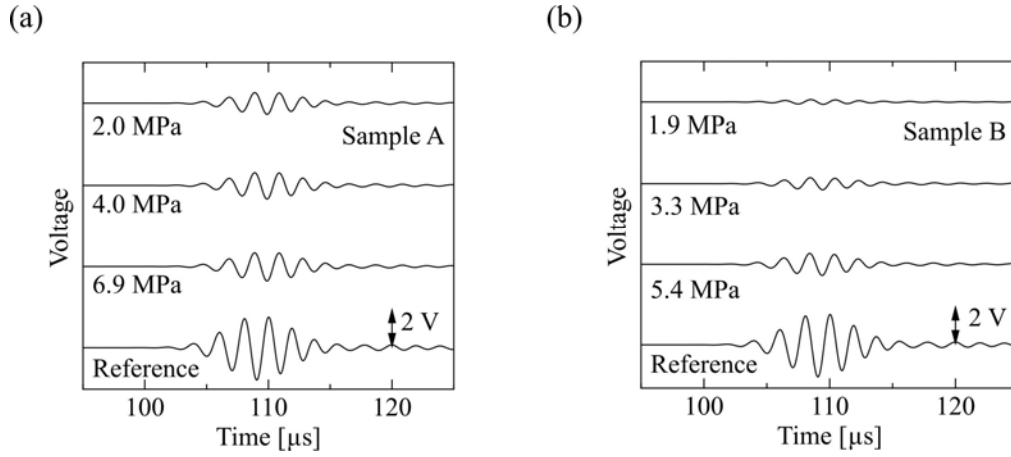 (a)
2.0 MPa
Sample A
4.0 MPa
6.9 MPa
2 V
Reference
Voltage
100
110
120
Time [μs]
(b)
1.9 MPa
Sample B
3.3 MPa
5.4 MPa
2 V
Reference
Voltage
100
110
120
Time [μs]